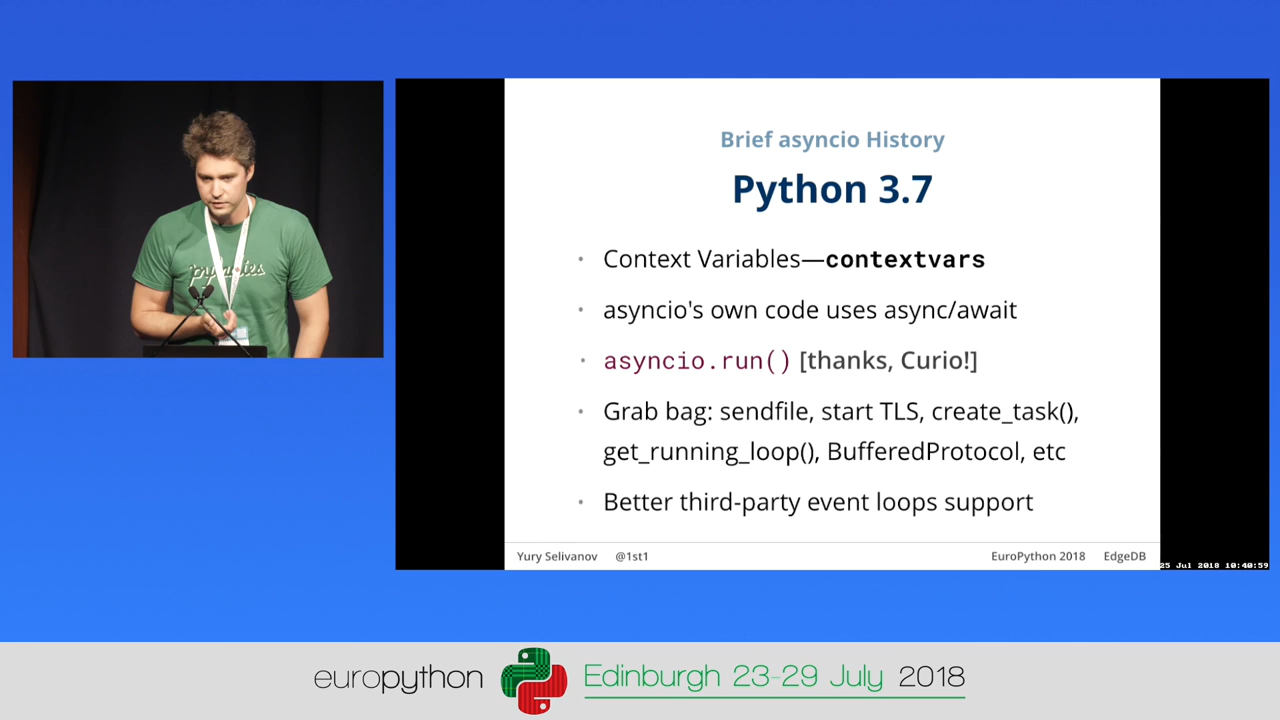 Brief asyncio History
Python 3.7
• Context Variables—contextvars
• asyncio's own code uses async/await
• asyncio.run() [thanks, Curio!]
• Grab bag: sendfile, start TLS, create_task(),
get_running_loop(), BufferedProtocol, etc
• Better third-party event loops support
Yury Selivanov @1st1 EuroPython 2018 EdgeDB
25 Jul 2018 10:40:59
europython Edinburgh 23-29 July 2018